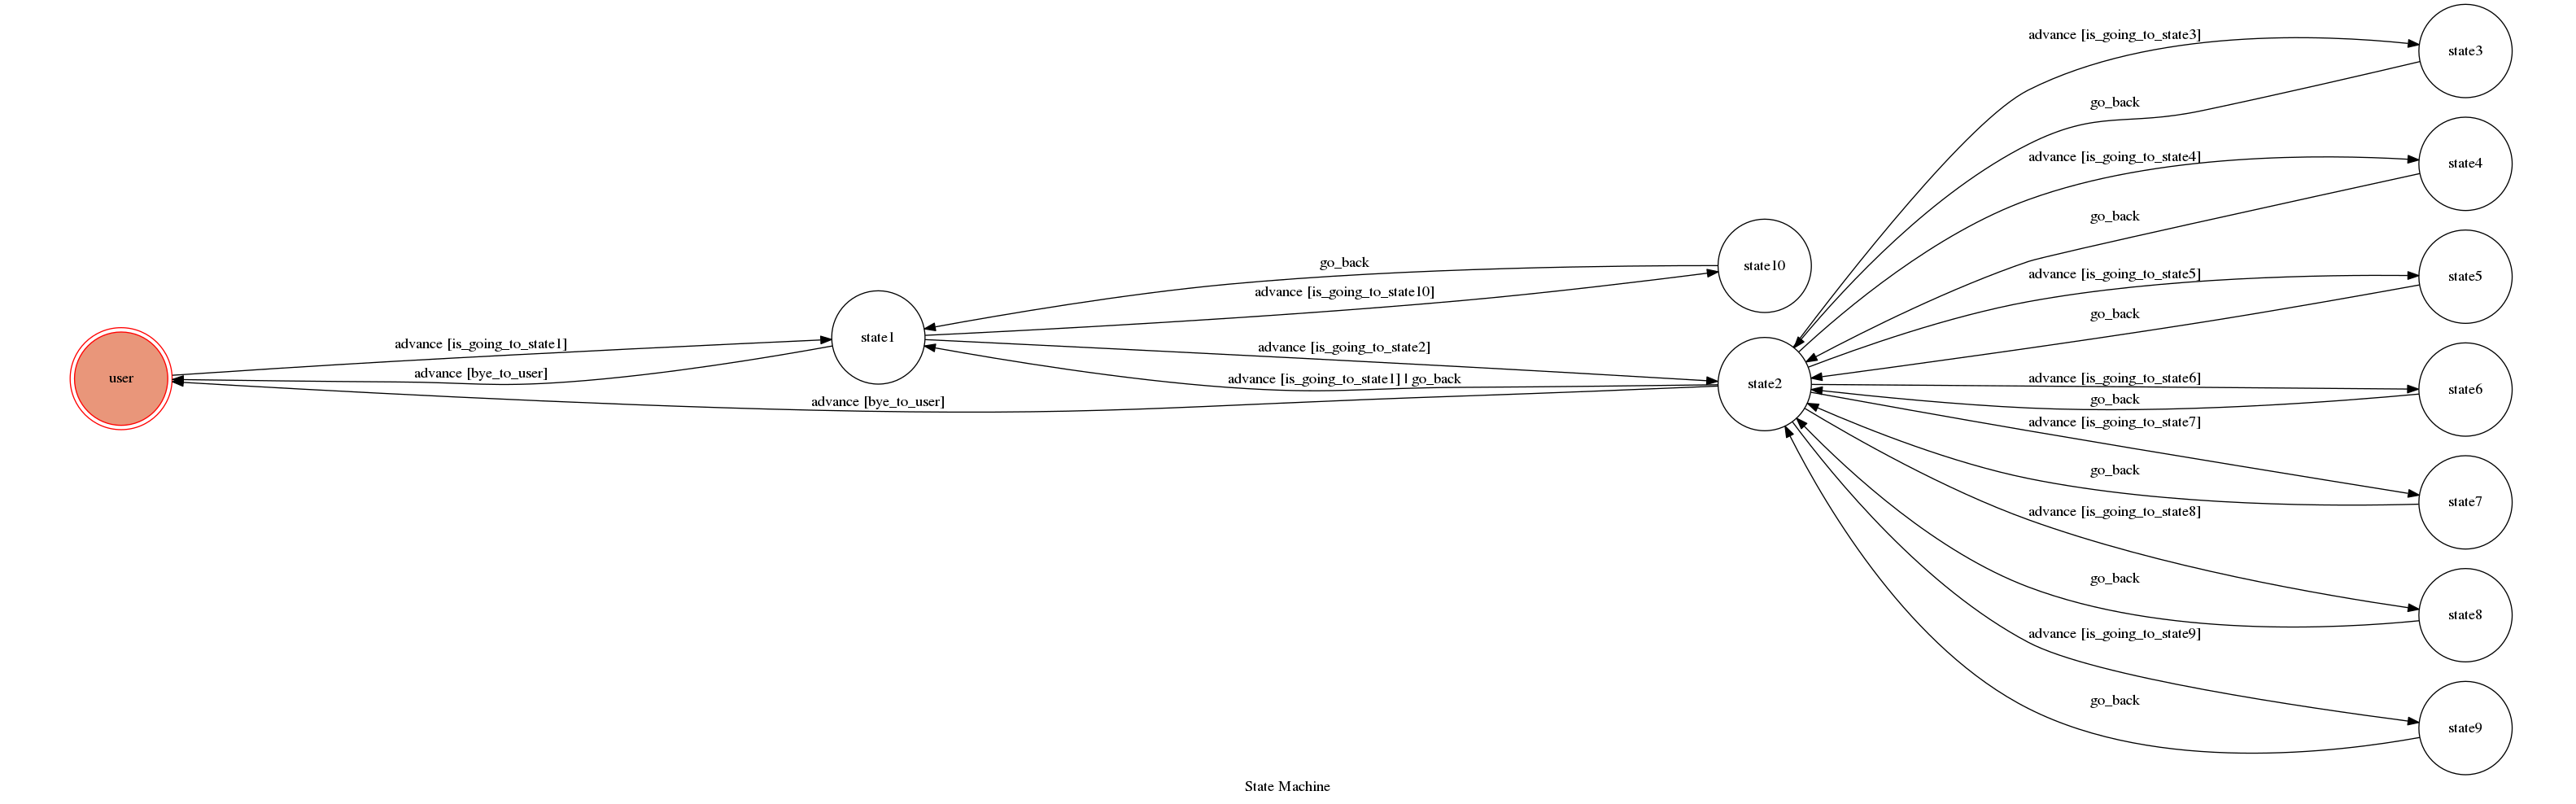 advance [is_going_to_state3]
state3
go_back
advance [is_going_to_state4]
state4
go_back
go_back
state10
advance [is_going_to_state5]
state5
advance [is_going_to_state10]
go_back
state1
advance [is_going_to_state1]
advance [is_going_to_state2]
user
advance [bye_to_user]
advance [is_going_to_state1] | go_back
state2
advance [is_going_to_state6]
state6
advance [bye_to_user]
go_back
advance [is_going_to_state7]
go_back
state7
advance [is_going_to_state8]
go_back
state8
advance [is_going_to_state9]
go_back
state9
State Machine